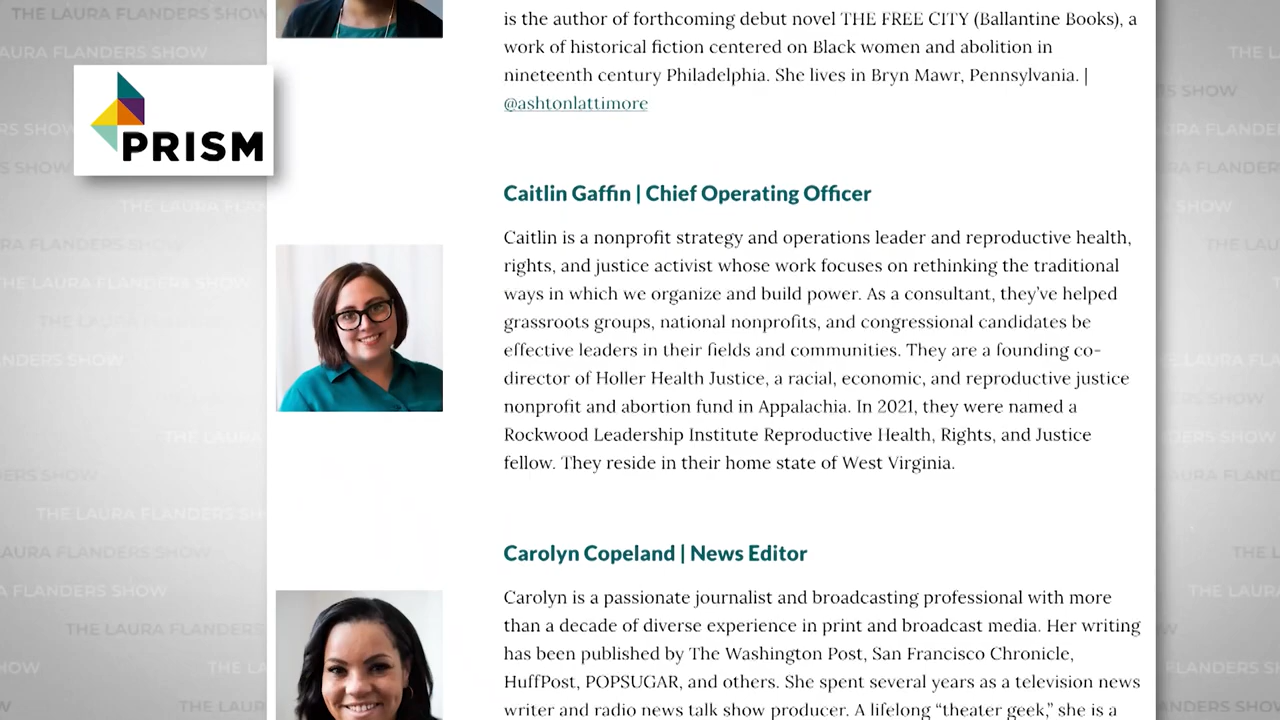 is the author of forthcoming debut novel THE FREE CITY (Ballantine Books), a
work of historical fiction centered on Black women and abolition in
nineteenth century Philadelphia. She lives in Bryn Mawr, Pennsylvania. |
@ashtonlattimore
PRISM
Caitlin Gaffin | Chief Operating Officer
Caitlin is a nonprofit strategy and operations leader and reproductive health,
rights, and justice activist whose work focuses on rethinking the traditional
ways in which we organize and build power. As a consultant, they’ve helped
grassroots groups, national nonprofits, and congressional candidates be
effective leaders in their fields and communities. They are a founding co-
director of Holler Health Justice, a racial, economic, and reproductive justice
nonprofit and abortion fund in Appalachia. In 2021, they were named a
Rockwood Leadership Institute Reproductive Health, Rights, and Justice
fellow. They reside in their home state of West Virginia.
Carolyn Copeland | News Editor
Carolyn is a passionate journalist and broadcasting professional with more
than a decade of diverse experience in print and broadcast media. Her writing
has been published by The Washington Post, San Francisco Chronicle,
HuffPost, POPSUGAR, and others. She spent several years as a television news
writer and radio news talk show producer. A lifelong “theater geek,” she is a
THE LAURA FLANDERS SHOW